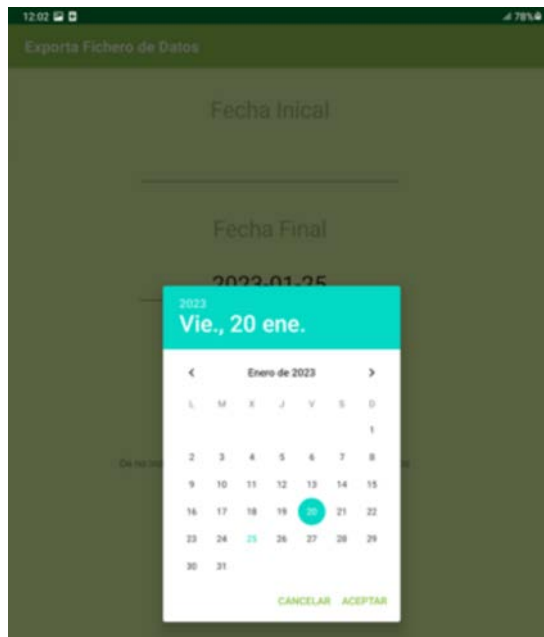 12:02 78%
Exporta Fichero de Datos
Fecha Inical
Fecha Final
2023-01-25
2023
Vie., 20 ene.
Enero de 2023
L M X J V S D
1
2 3 4 5 6 7 8
9 10 11 12 13 14 15
16 17 18 19 20 21 22
23 24 25 26 27 28 29
30 31
De no
CANCELAR ACEPTAR